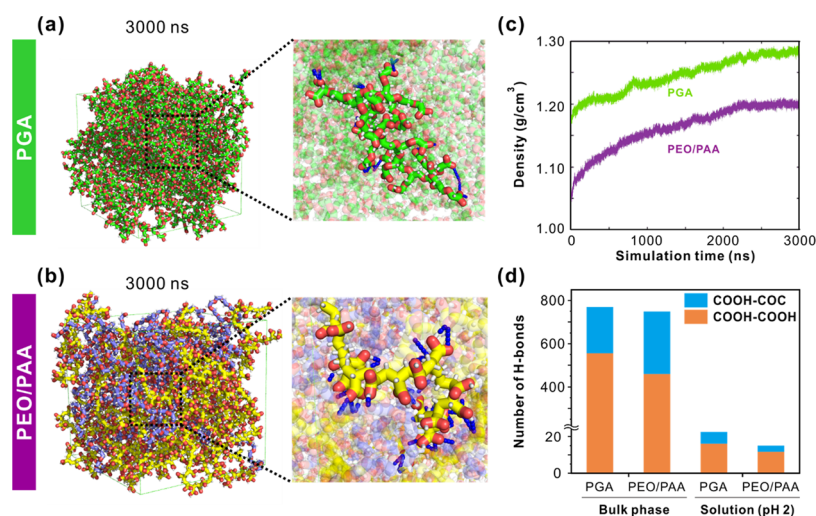 (a)
3000 ns
PGA
(b)
3000 ns
PEO/PAA
(c)
1.30
1.20
1.10
1.00
Density (g/cm³)
PGA
PEO/PAA
0
1000
2000
3000
Simulation time (ns)
(d)
800
600
400
20
0
Number of H-bonds
COOH-COC
COOH-COOH
PGA
PEO/PAA
PGA
PEO/PAA
Bulk phase
Solution (pH 2)